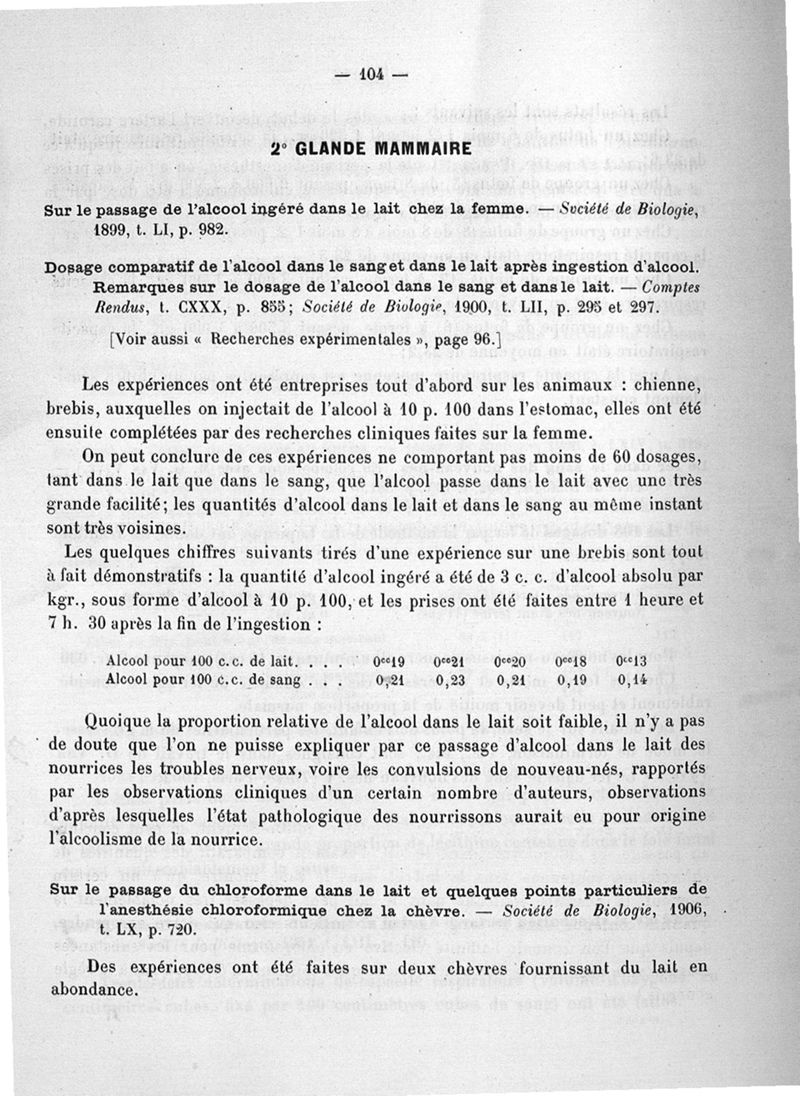 — 104 —
2° GLANDE MAMMAIRE
Sur le passage de l'alcool ingéré dans le lait chez la femme. — Société de Biologie,
1899, t. LI, p. 982.
Dosage comparatif de l'alcool dans le sang et dans le lait après ingestion d'alcool.
Remarques sur le dosage de l'alcool dans le sang et dans le lait. — Comptes
Rendus, t. CXXX, p. 855; Société de Biologie, 1900, t. LII, p. 295 et 297.
[Voir aussi « Recherches expérimentales », page 96.]
Les expériences ont été entreprises tout d'abord sur les animaux : chienne,
brebis, auxquelles on injectait de l'alcool à 10 p. 100 dans l'estomac, elles ont été
ensuite complétées par des recherches cliniques faites sur la femme.
On peut conclure de ces expériences ne comportant pas moins de 60 dosages,
tant dans le lait que dans le sang, que l'alcool passe dans le lait avec une très
grande facilité; les quantités d'alcool dans le lait et dans le sang au même instant
sont très voisines.
Les quelques chiffres suivants tirés d'une expérience sur une brebis sont tout
à fait démonstratifs : la quantité d'alcool ingéré a été de 3 c. c. d'alcool absolu par
kgr., sous forme d'alcool à 10 p. 100, et les prises ont été faites entre 1 heure et
7 h. 30 après la fin de l'ingestion :
Alcool pour 100 c. c. de lait. . . . 0cc19 0cc21 0cc20 0cc18 0cc13
Alcool pour 100 c. c. de sang . . . 0,21 0,23 0,21 0,19 0,14
Quoique la proportion relative de l'alcool dans le lait soit faible, il n'y a pas
de doute que l'on ne puisse expliquer par ce passage d'alcool dans le lait des
nourrices les troubles nerveux, voire les convulsions de nouveau-nés, rapportés
par les observations cliniques d'un certain nombre d'auteurs, observations
d'après lesquelles l'état pathologique des nourrissons aurait eu pour origine
l'alcoolisme de la nourrice.
Sur le passage du chloroforme dans le lait et quelques points particuliers de
l'anesthésie chloroformique chez la chèvre. — Société de Biologie, 1906,
t. LX, p. 720.
Des expériences ont été faites sur deux chèvres fournissant du lait en
abondance.